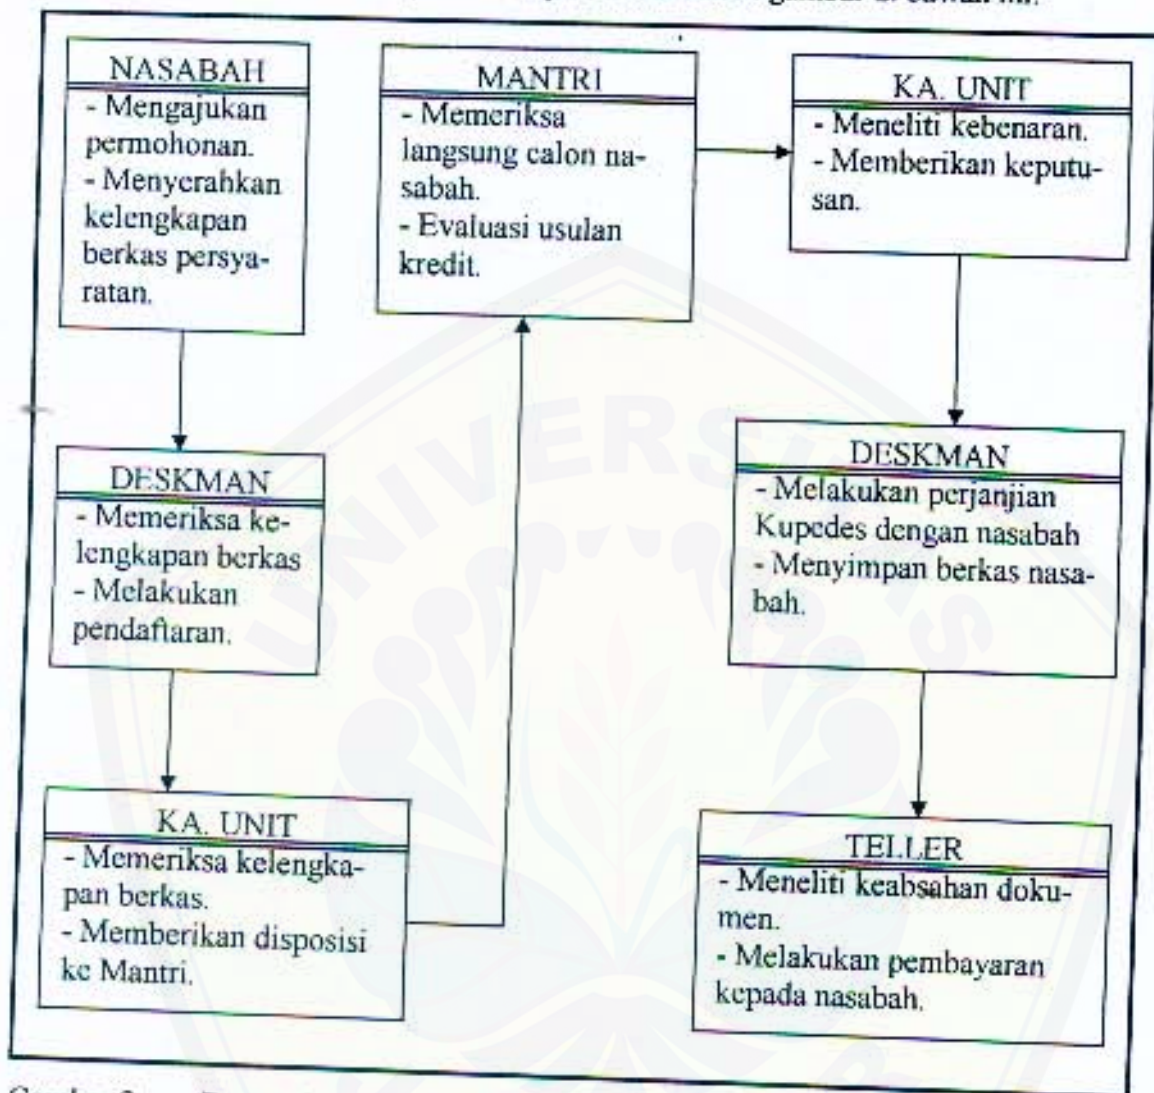 NASABAH
- Mengajukan
permohonan.
- Menyerahkan
kelengkapan
berkas persya-
ratan.
DESKMAN
- Memeriksa ke-
lengkapan berkas
- Melakukan
pendaftaran.
KA. UNIT
- Memeriksa kelengka-
pan berkas.
- Memberikan disposisi
ke Mantri.
MANTRI
- Memeriksa
langsung calon na-
sabah.
- Evaluasi usulan
kredit.
KA. UNIT
- Meneliti kebenaran.
- Memberikan keputu-
san.
DESKMAN
- Melakukan perjanjian
Kupedes dengan nasabah
- Menyimpan berkas nasa-
bah.
TELLER
- Meneliti keabsahan doku-
men.
- Melakukan pembayaran
kepada nasabah.
UNIVERSITAS